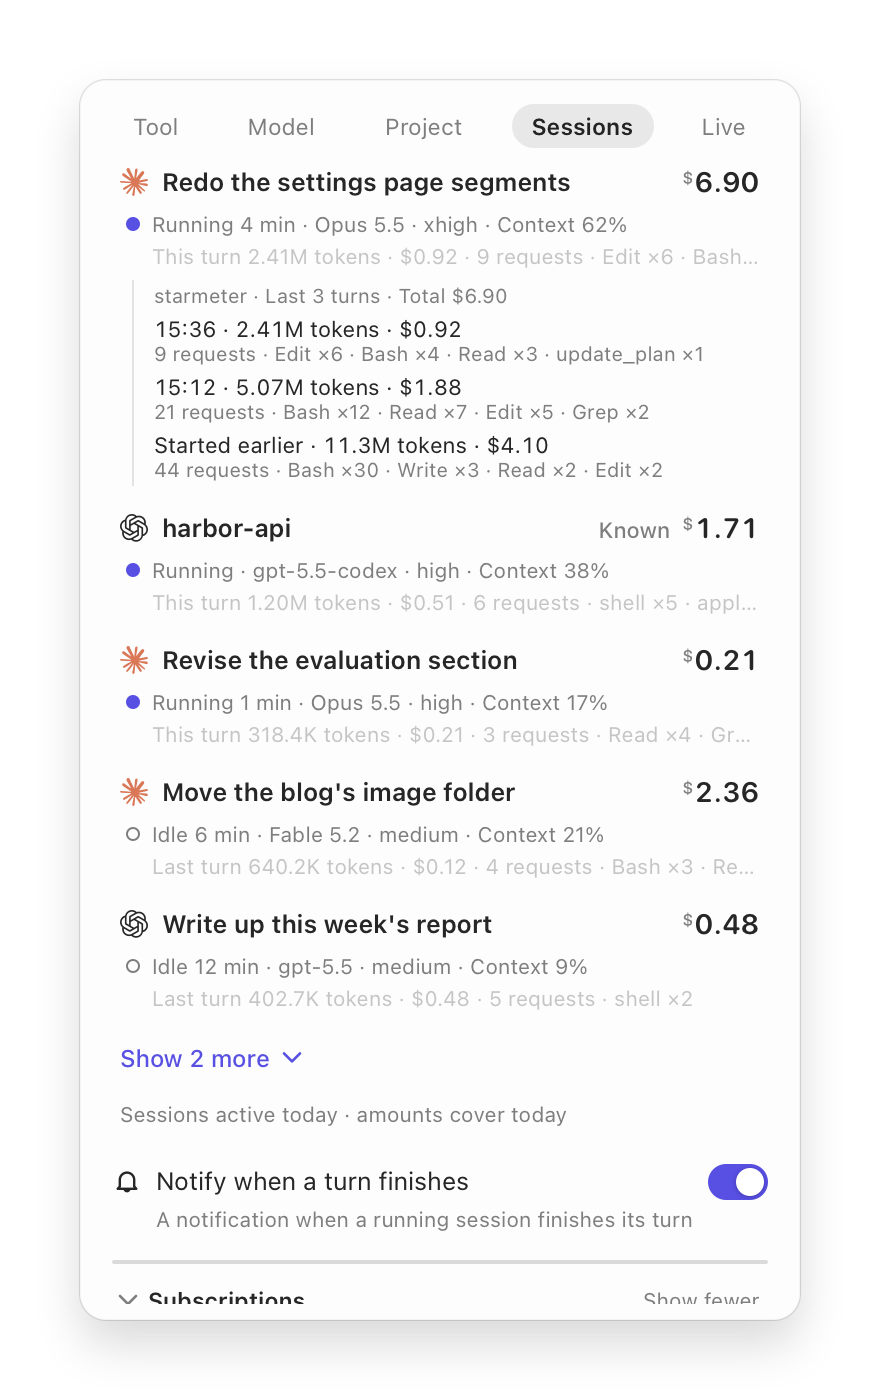 Tool Model Project Sessions Live
Redo the settings page segments $6.90
Running 4 min · Opus 5.5 · xhigh · Context 62%
This turn 2.41M tokens · $0.92 · 9 requests · Edit ×6 · Bash…
starmeter · Last 3 turns · Total $6.90
15:36 · 2.41M tokens · $0.92
9 requests · Edit ×6 · Bash ×4 · Read ×3 · update_plan ×1
15:12 · 5.07M tokens · $1.88
21 requests · Bash ×12 · Read ×7 · Edit ×5 · Grep ×2
Started earlier · 11.3M tokens · $4.10
44 requests · Bash ×30 · Write ×3 · Read ×2 · Edit ×2
harbor-api Known $1.71
Running · gpt-5.5-codex · high · Context 38%
This turn 1.20M tokens · $0.51 · 6 requests · shell ×5 · appl…
Revise the evaluation section $0.21
Running 1 min · Opus 5.5 · high · Context 17%
This turn 318.4K tokens · $0.21 · 3 requests · Read ×4 · Gr…
Move the blog's image folder $2.36
Idle 6 min · Fable 5.2 · medium · Context 21%
Last turn 640.2K tokens · $0.12 · 4 requests · Bash ×3 · Re…
Write up this week's report $0.48
Idle 12 min · gpt-5.5 · medium · Context 9%
Last turn 402.7K tokens · $0.48 · 5 requests · shell ×2
Show 2 more
Sessions active today · amounts cover today
Notify when a turn finishes
A notification when a running session finishes its turn
Subscriptions Show fewer